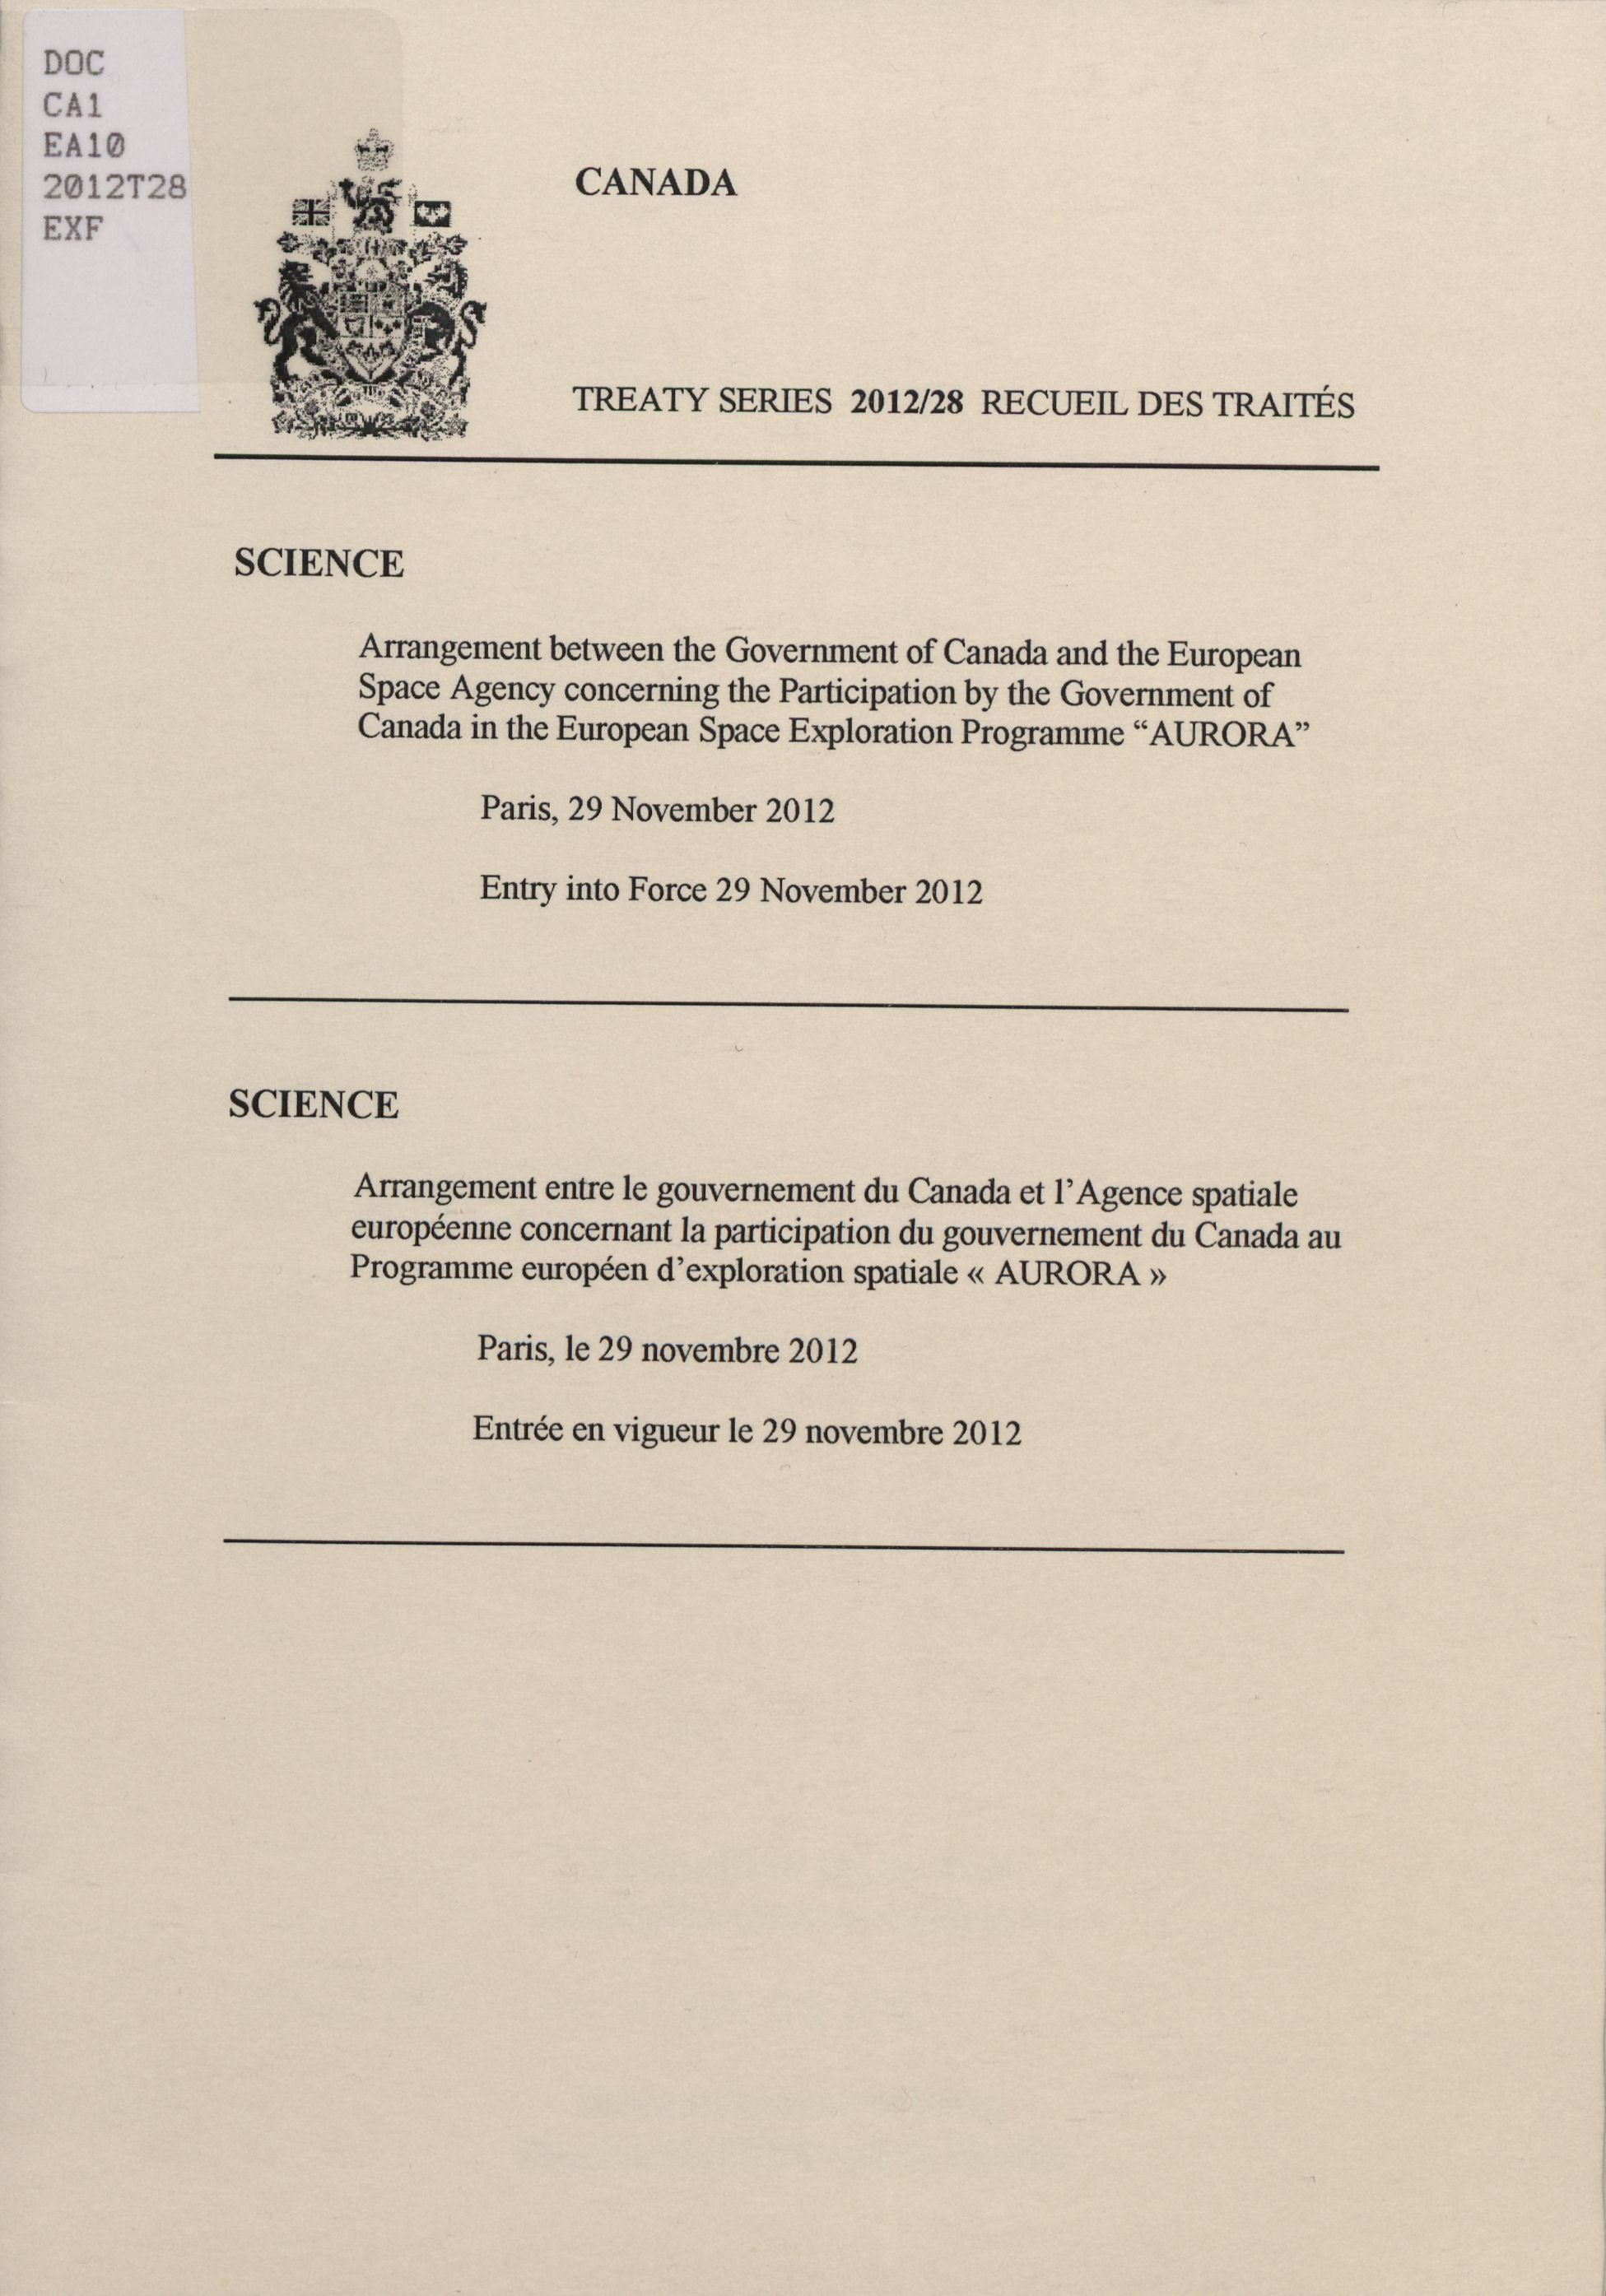 DOC
CA1
EA10
2012T28
EXF
CANADA
TREATY SERIES 2012/28 RECUEIL DES TRAITÉS
SCIENCE
Arrangement between the Government of Canada and the European
Space Agency concerning the Participation by the Government of
Canada in the European Space Exploration Programme “AURORA”
Paris, 29 November 2012
Entry into Force 29 November 2012
SCIENCE
Arrangement entre le gouvernement du Canada et l’Agence spatiale
européenne concernant la participation du gouvernement du Canada au
Programme européen d’exploration spatiale « AURORA »
Paris, le 29 novembre 2012
Entrée en vigueur le 29 novembre 2012